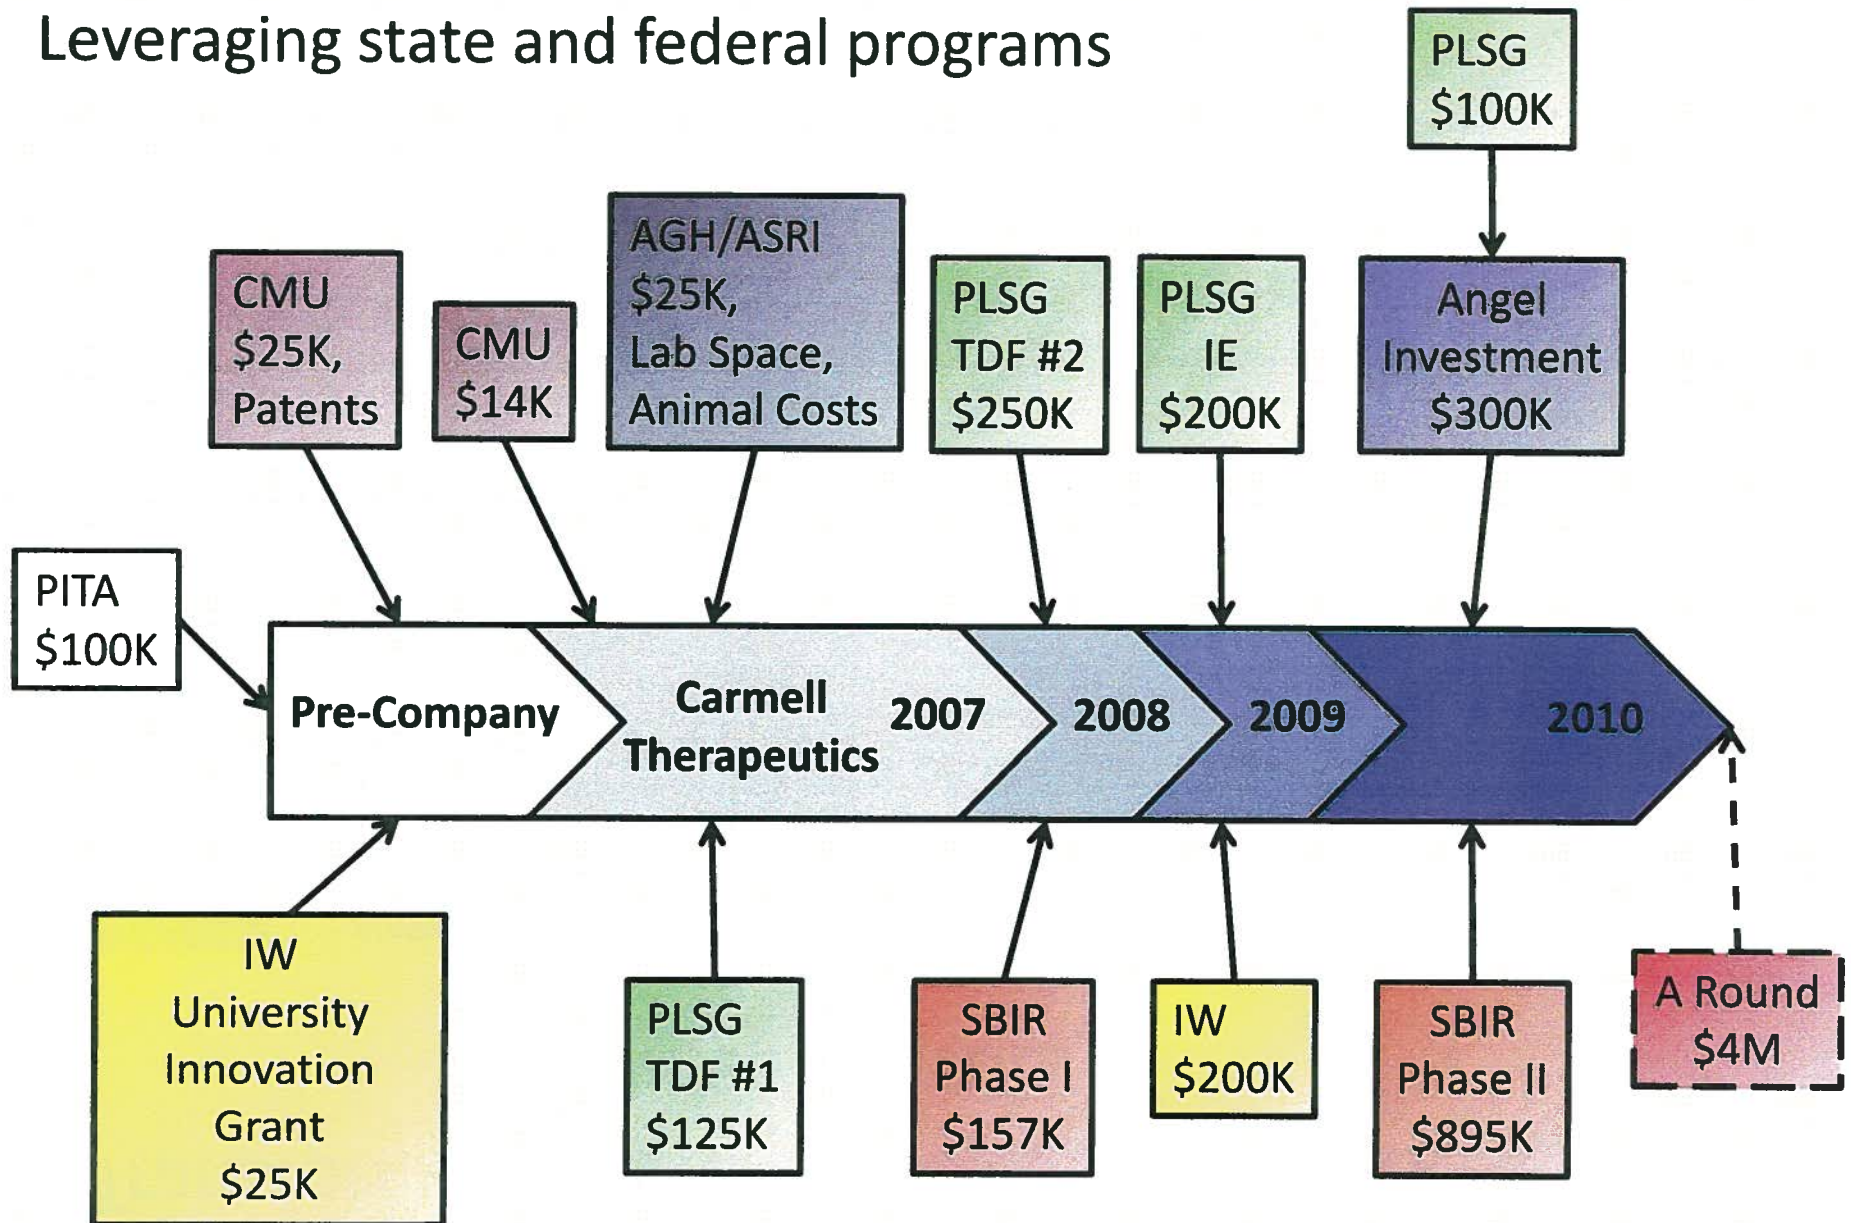 Leveraging state and federal programs
PLSG
$100K
CMU
$25K,
Patents
CMU
$14K
AGH/ASRI
$25K,
Lab Space,
Animal Costs
PLSG
TDF #2
$250K
PLSG
IE
$200K
Angel
Investment
$300K
PITA
$100K
Pre-Company
Carmell
Therapeutics
2007
2008
2009
2010
IW
University
Innovation
Grant
$25K
PLSG
TDF #1
$125K
SBIR
Phase I
$157K
IW
$200K
SBIR
Phase II
$895K
A Round
$4M